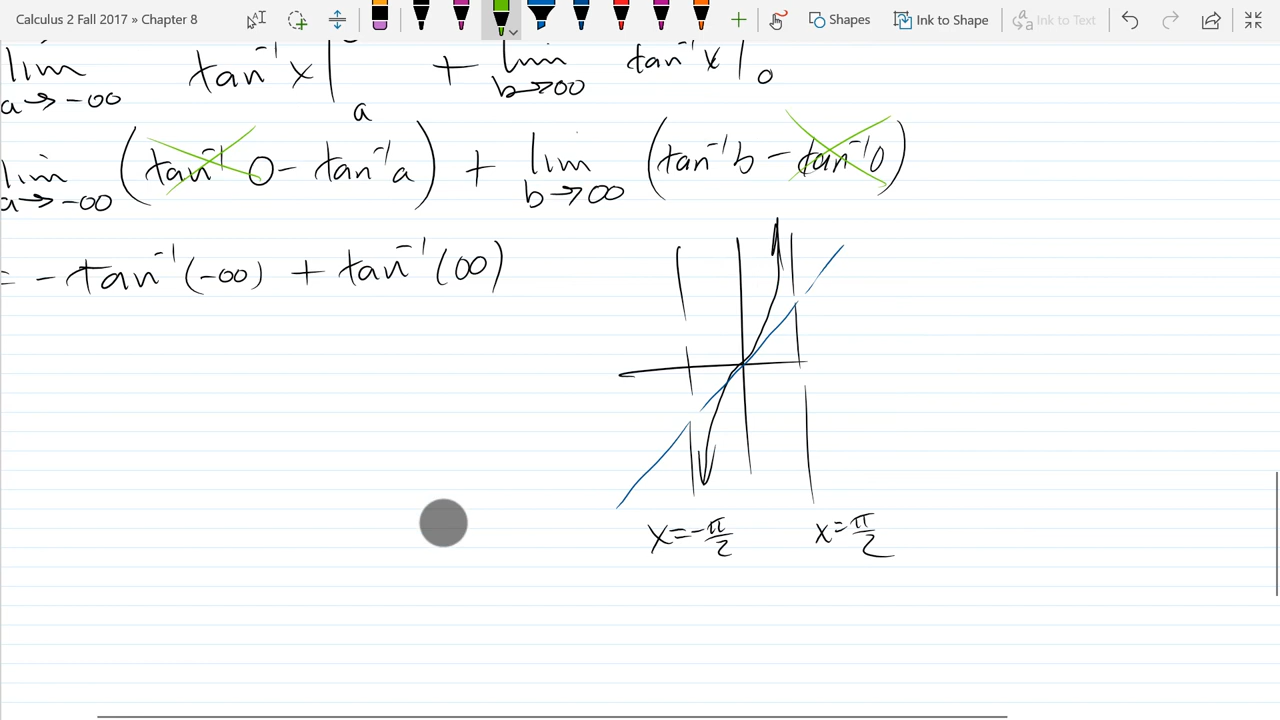 Calculus 2 Fall 2017 » Chapter 8 Shapes Ink to Shape Ink to Text
lim a→-∞ tan⁻¹x | a + lim b→∞ tan⁻¹x | 0
lim a→-∞ (tan⁻¹0 - tan⁻¹a) + lim b→∞ (tan⁻¹b - tan⁻¹0)
= -tan⁻¹(-∞) + tan⁻¹(∞)
x=-π/2 x=π/2